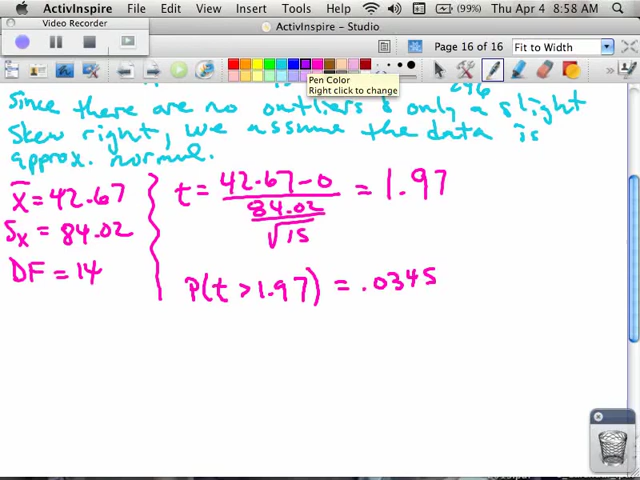 ActivInspire File Edit View Insert Tools Help (99%) Thu Apr 4 8:58 AM
Video Recorder
ActivInspire – Studio
Page 16 of 16 Fit to Width
Pen Color
Right click to change
246
Since there are no outliers & only a slight
skew right, we assume the data is
approx. normal.
x̄ = 42.67
Sx = 84.02
DF = 14
t = 42.67-0 / 84.02 / √15 = 1.97
P(t > 1.97) = .0345